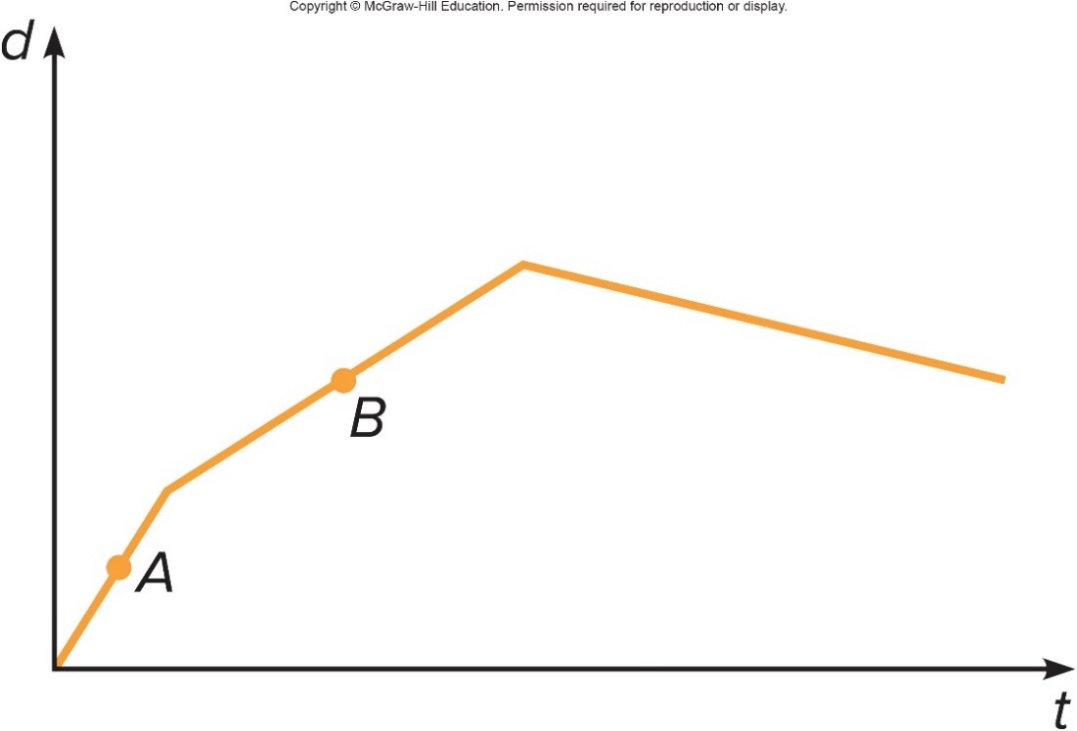 Copyright © McGraw-Hill Education. Permission required for reproduction or display.
d
B
A
t